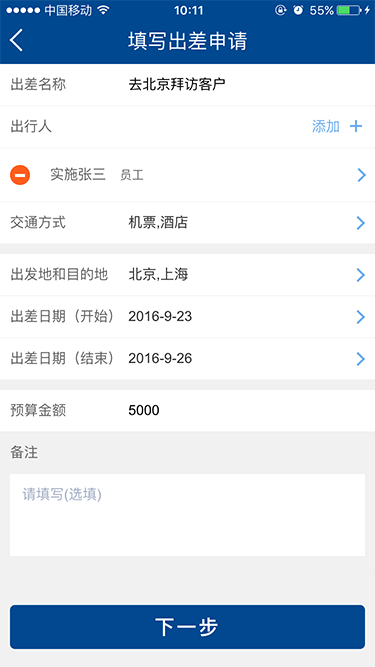 中国移动 10:11 55%
填写出差申请
出差名称 去北京拜访客户
出行人 添加 +
实施张三 员工
交通方式 机票,酒店
出发地和目的地 北京,上海
出差日期（开始） 2016-9-23
出差日期（结束） 2016-9-26
预算金额 5000
备注
请填写(选填)
下一步